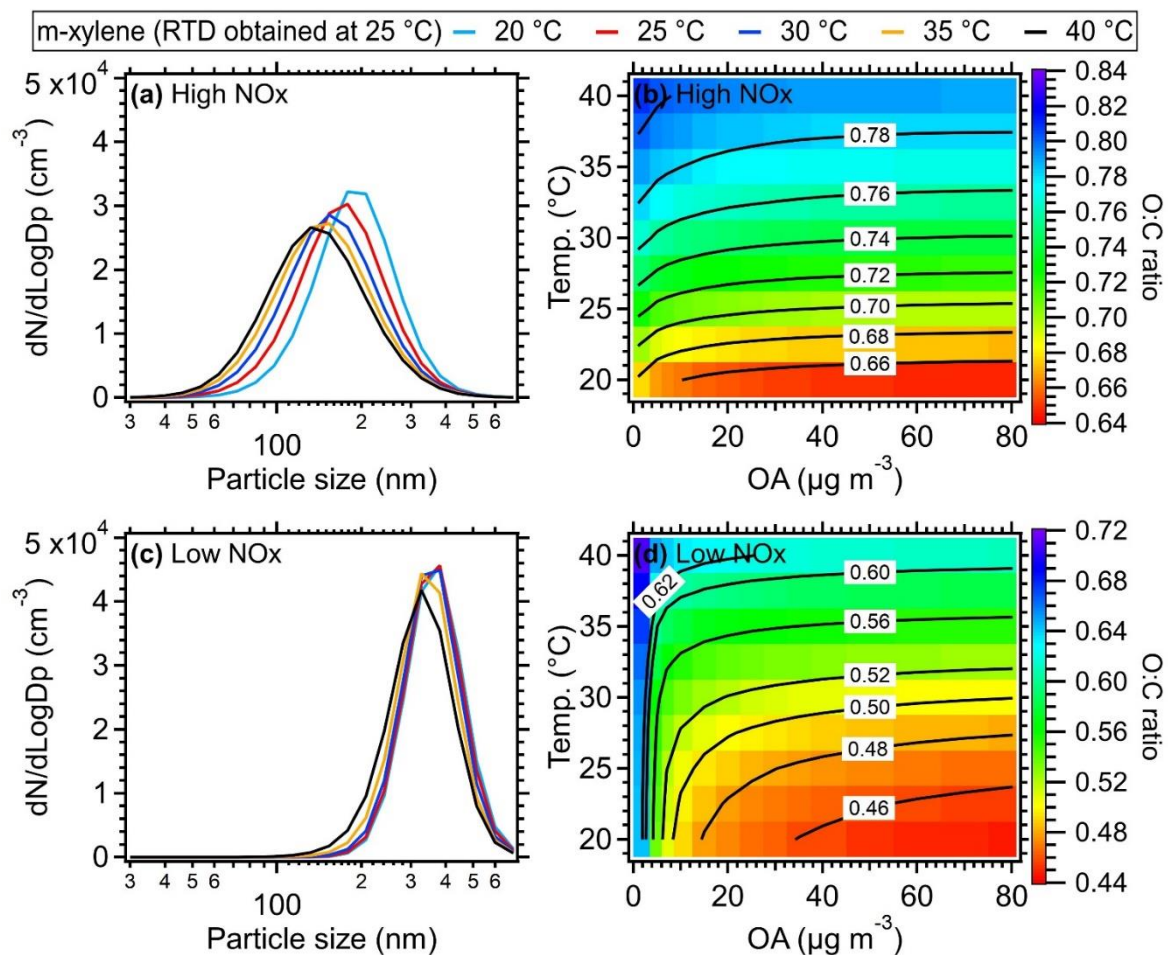 m-xylene (RTD obtained at 25 °C) 20 °C 25 °C 30 °C 35 °C 40 °C
(a) High NOx
5 x10⁴
4
3
2
1
0
dN/dLogDp (cm⁻³)
3 4 5 6 100 2 3 4 5 6
Particle size (nm)
(b) High NOx
40
35
30
25
20
Temp. (°C)
0.78
0.76
0.74
0.72
0.70
0.68
0.66
0 20 40 60 80
OA (µg m⁻³)
0.84
0.82
0.80
0.78
0.76
0.74
0.72
0.70
0.68
0.66
0.64
O:C ratio
(c) Low NOx
5 x10⁴
4
3
2
1
0
dN/dLogDp (cm⁻³)
3 4 5 6 100 2 3 4 5 6
Particle size (nm)
(d) Low NOx
40
35
30
25
20
Temp. (°C)
0.62
0.60
0.56
0.52
0.50
0.48
0.46
0 20 40 60 80
OA (µg m⁻³)
0.72
0.68
0.64
0.60
0.56
0.52
0.48
0.44
O:C ratio